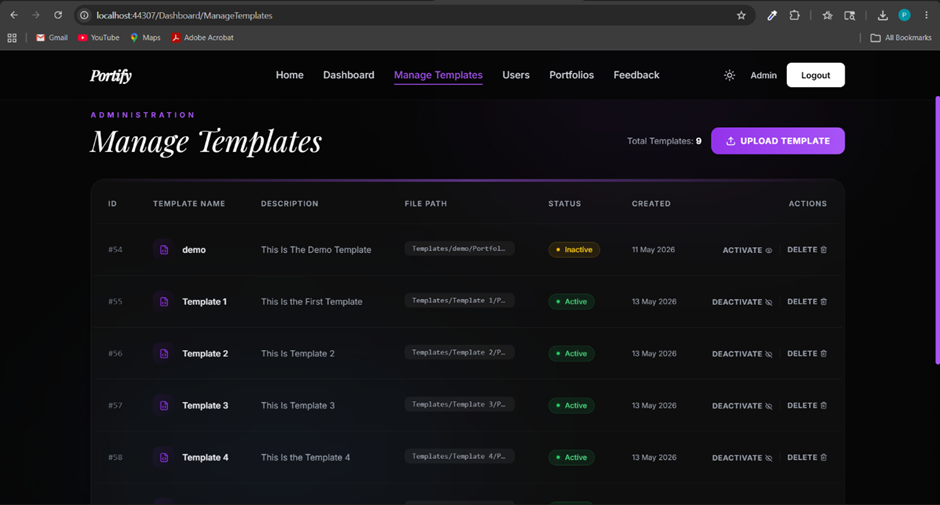 localhost:44307/Dashboard/ManageTemplates
Gmail YouTube Maps Adobe Acrobat All Bookmarks
Portify Home Dashboard Manage Templates Users Portfolios Feedback Admin Logout
ADMINISTRATION
Manage Templates
Total Templates: 9 UPLOAD TEMPLATE
ID TEMPLATE NAME DESCRIPTION FILE PATH STATUS CREATED ACTIONS
#54 demo This Is The Demo Template Templates/demo/Portfol… Inactive 11 May 2026 ACTIVATE DELETE
#55 Template 1 This Is the First Template Templates/Template 1/P… Active 13 May 2026 DEACTIVATE DELETE
#56 Template 2 This Is Template 2 Templates/Template 2/P… Active 13 May 2026 DEACTIVATE DELETE
#57 Template 3 This Is Template 3 Templates/Template 3/P… Active 13 May 2026 DEACTIVATE DELETE
#58 Template 4 This Is the Template 4 Templates/Template 4/P… Active 13 May 2026 DEACTIVATE DELETE